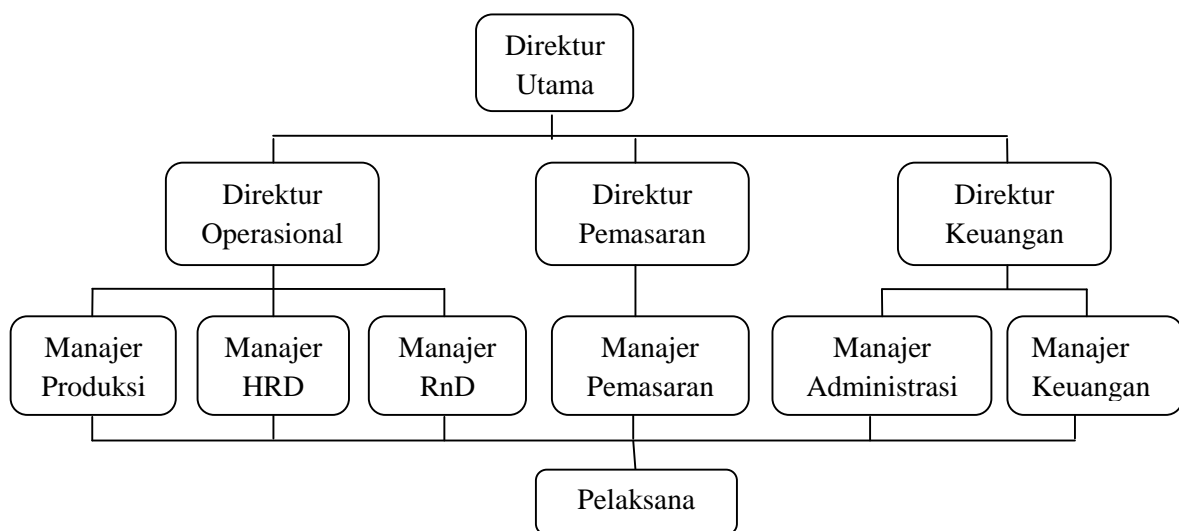 Direktur
Utama
Direktur
Operasional
Direktur
Pemasaran
Direktur
Keuangan
Manajer
Produksi
Manajer
HRD
Manajer
RnD
Manajer
Pemasaran
Manajer
Administrasi
Manajer
Keuangan
Pelaksana